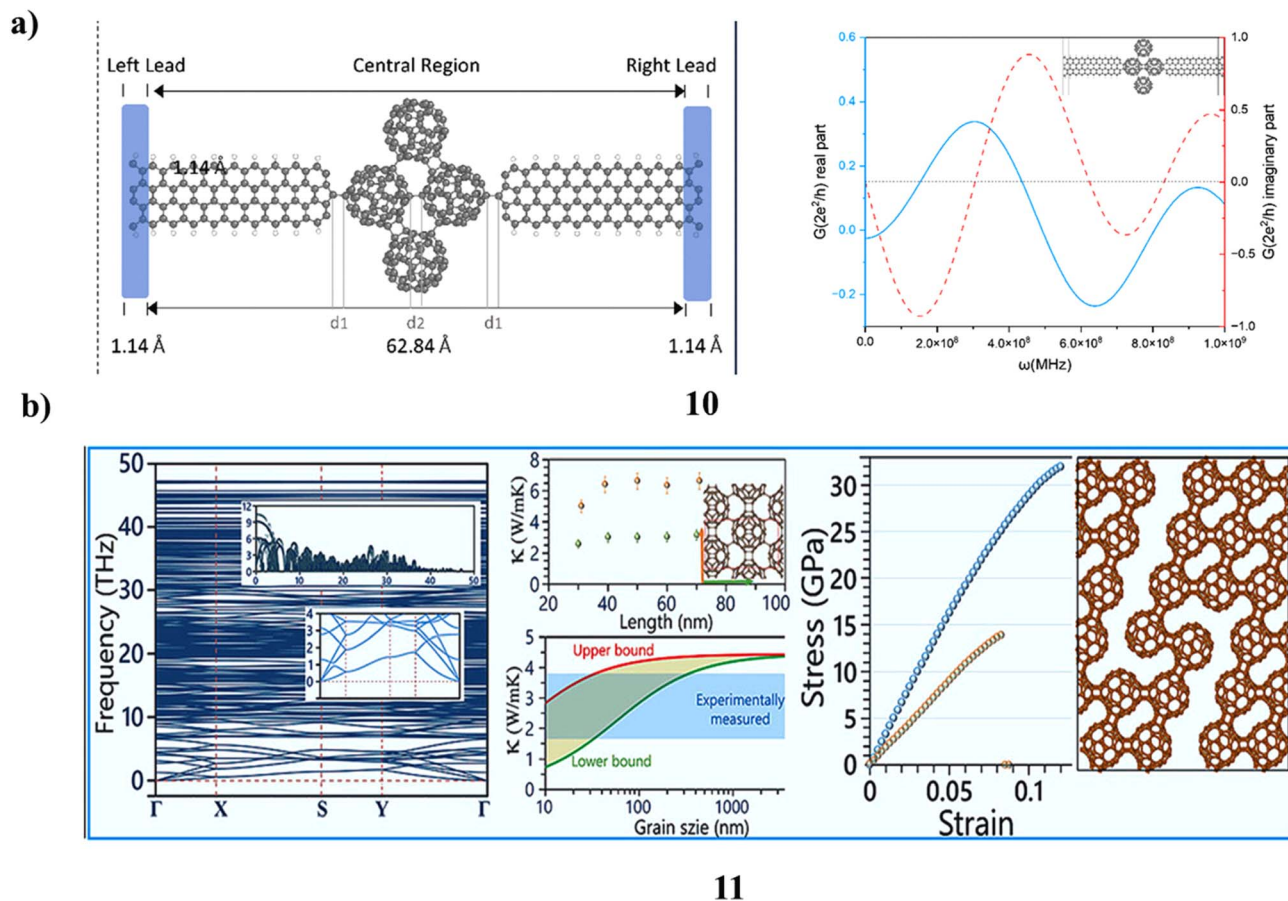 a)
Left Lead
Central Region
Right Lead
1.14 Å
d1
d2
d1
1.14 Å
62.84 Å
1.14 Å
G(2e²/h) real part
0.6
0.4
0.2
0.0
−0.2
G(2e²/h) imaginary part
1.0
0.5
0.0
−0.5
−1.0
0.0
2.0×10⁸
4.0×10⁸
6.0×10⁸
8.0×10⁸
1.0×10⁹
ω(MHz)
10
b)
Frequency (THz)
50
40
30
20
10
0
Γ
X
S
Y
Γ
12
9
6
3
0
0
10
20
30
40
50
4
3
2
1
0
κ (W/mK)
8
6
4
2
0
20
40
60
80
100
Length (nm)
κ (W/mK)
5
4
3
2
1
0
Upper bound
Experimentally
measured
Lower bound
10
100
1000
Grain szie (nm)
Stress (GPa)
30
25
20
15
10
5
0
0
0.05
0.1
Strain
11